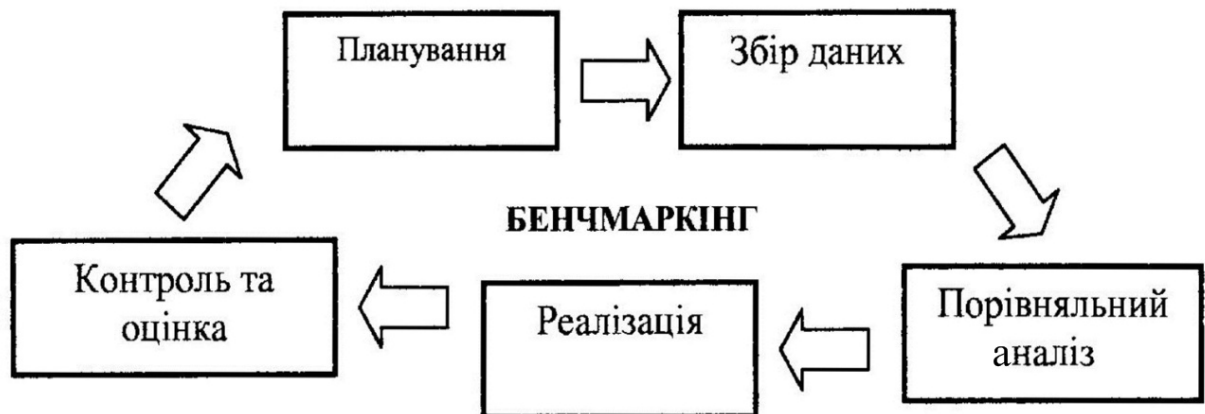 Планування
Збір даних
БЕНЧМАРКІНГ
Контроль та
оцінка
Реалізація
Порівняльний
аналіз